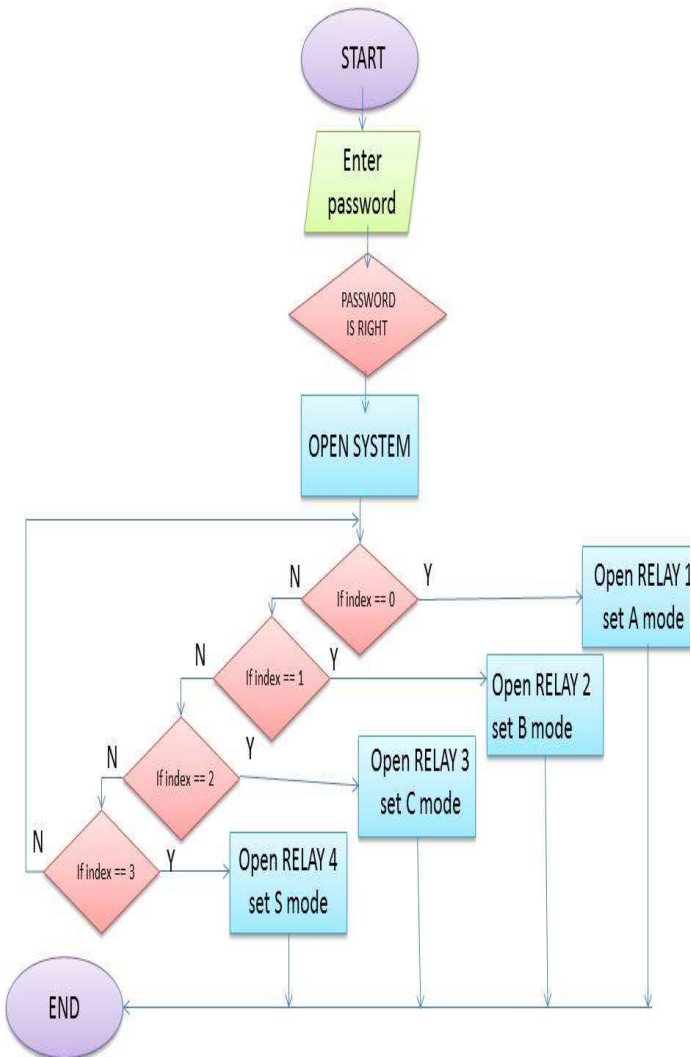 START
Enter
password
PASSWORD
IS RIGHT
OPEN SYSTEM
N
Y
If index == 0
Open RELAY 1
set A mode
N
Y
If index == 1
Open RELAY 2
set B mode
N
Y
If index == 2
Open RELAY 3
set C mode
N
Y
If index == 3
Open RELAY 4
set S mode
END